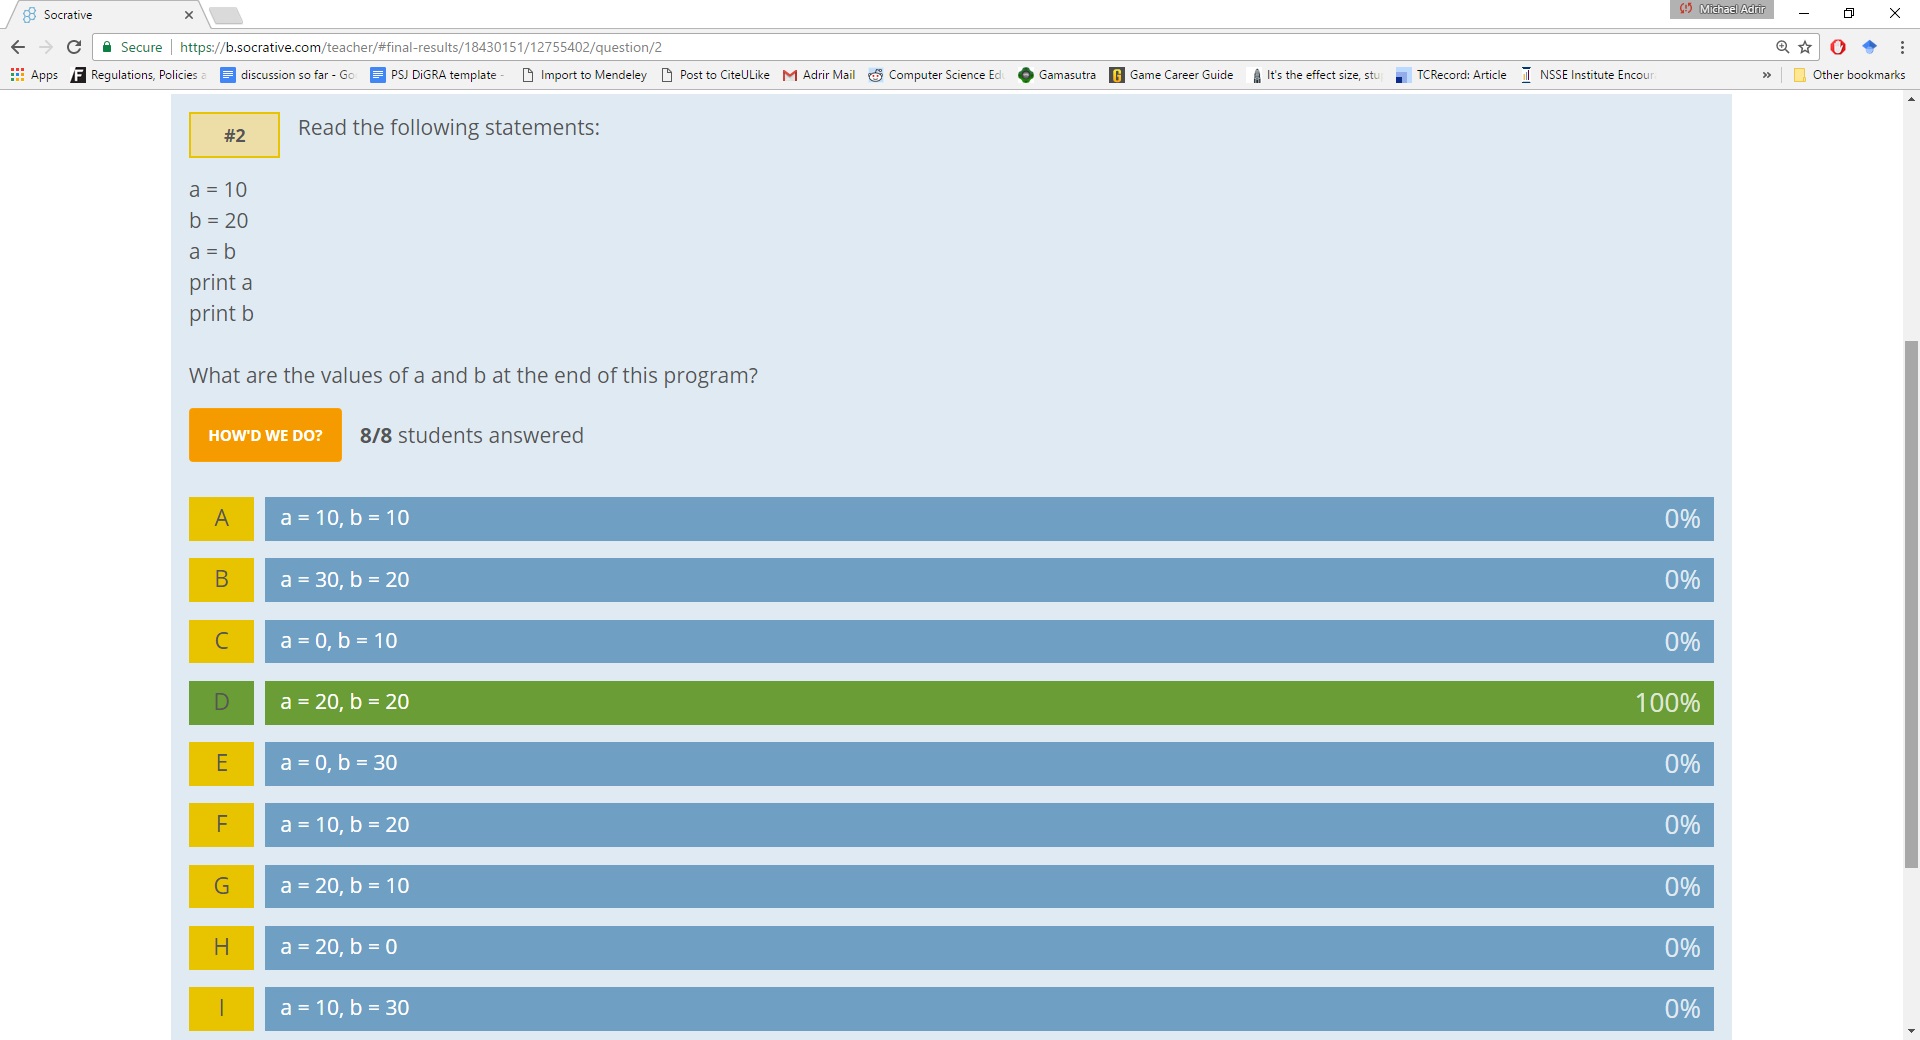 Socrative
Michael Adrir
Secure https://b.socrative.com/teacher/#final-results/18430151/12755402/question/2
Apps Regulations, Policies a discussion so far - Go PSJ DiGRA template - Import to Mendeley Post to CiteULike Adrir Mail Computer Science Ed Gamasutra Game Career Guide It's the effect size, stu TCRecord: Article NSSE Institute Encour » Other bookmarks
#2 Read the following statements:
a = 10
b = 20
a = b
print a
print b
What are the values of a and b at the end of this program?
HOW'D WE DO? 8/8 students answered
A a = 10, b = 10 0%
B a = 30, b = 20 0%
C a = 0, b = 10 0%
D a = 20, b = 20 100%
E a = 0, b = 30 0%
F a = 10, b = 20 0%
G a = 20, b = 10 0%
H a = 20, b = 0 0%
I a = 10, b = 30 0%